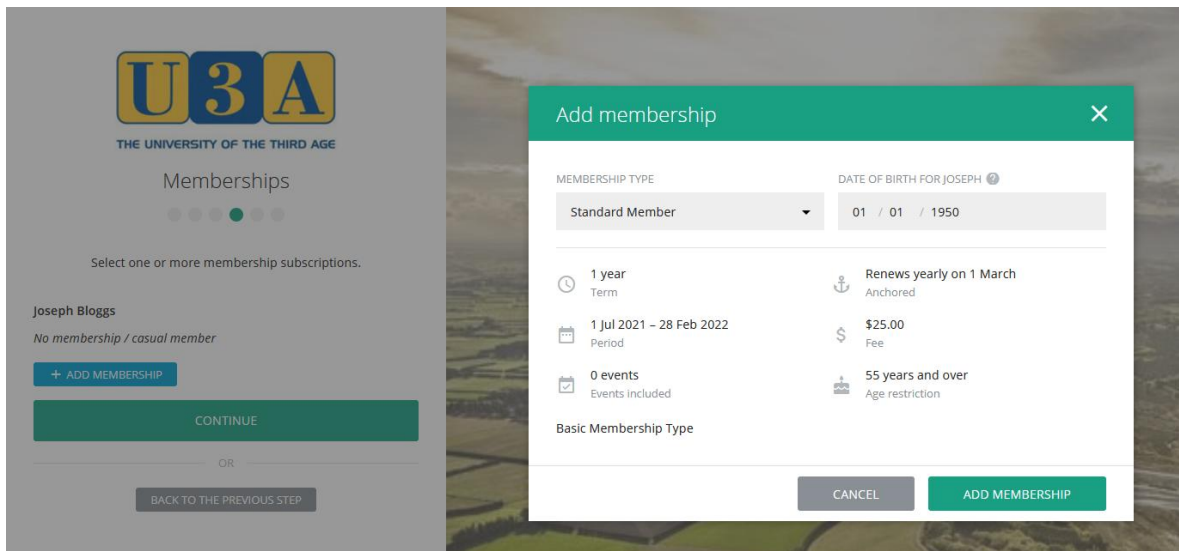 U3A
THE UNIVERSITY OF THE THIRD AGE
Memberships
Select one or more membership subscriptions.
Joseph Bloggs
No membership / casual member
+ ADD MEMBERSHIP
CONTINUE
OR
BACK TO THE PREVIOUS STEP
Add membership
MEMBERSHIP TYPE
Standard Member
DATE OF BIRTH FOR JOSEPH ?
01 / 01 / 1950
1 year
Term
Renews yearly on 1 March
Anchored
1 Jul 2021 – 28 Feb 2022
Period
$ $25.00
Fee
0 events
Events included
55 years and over
Age restriction
Basic Membership Type
CANCEL
ADD MEMBERSHIP